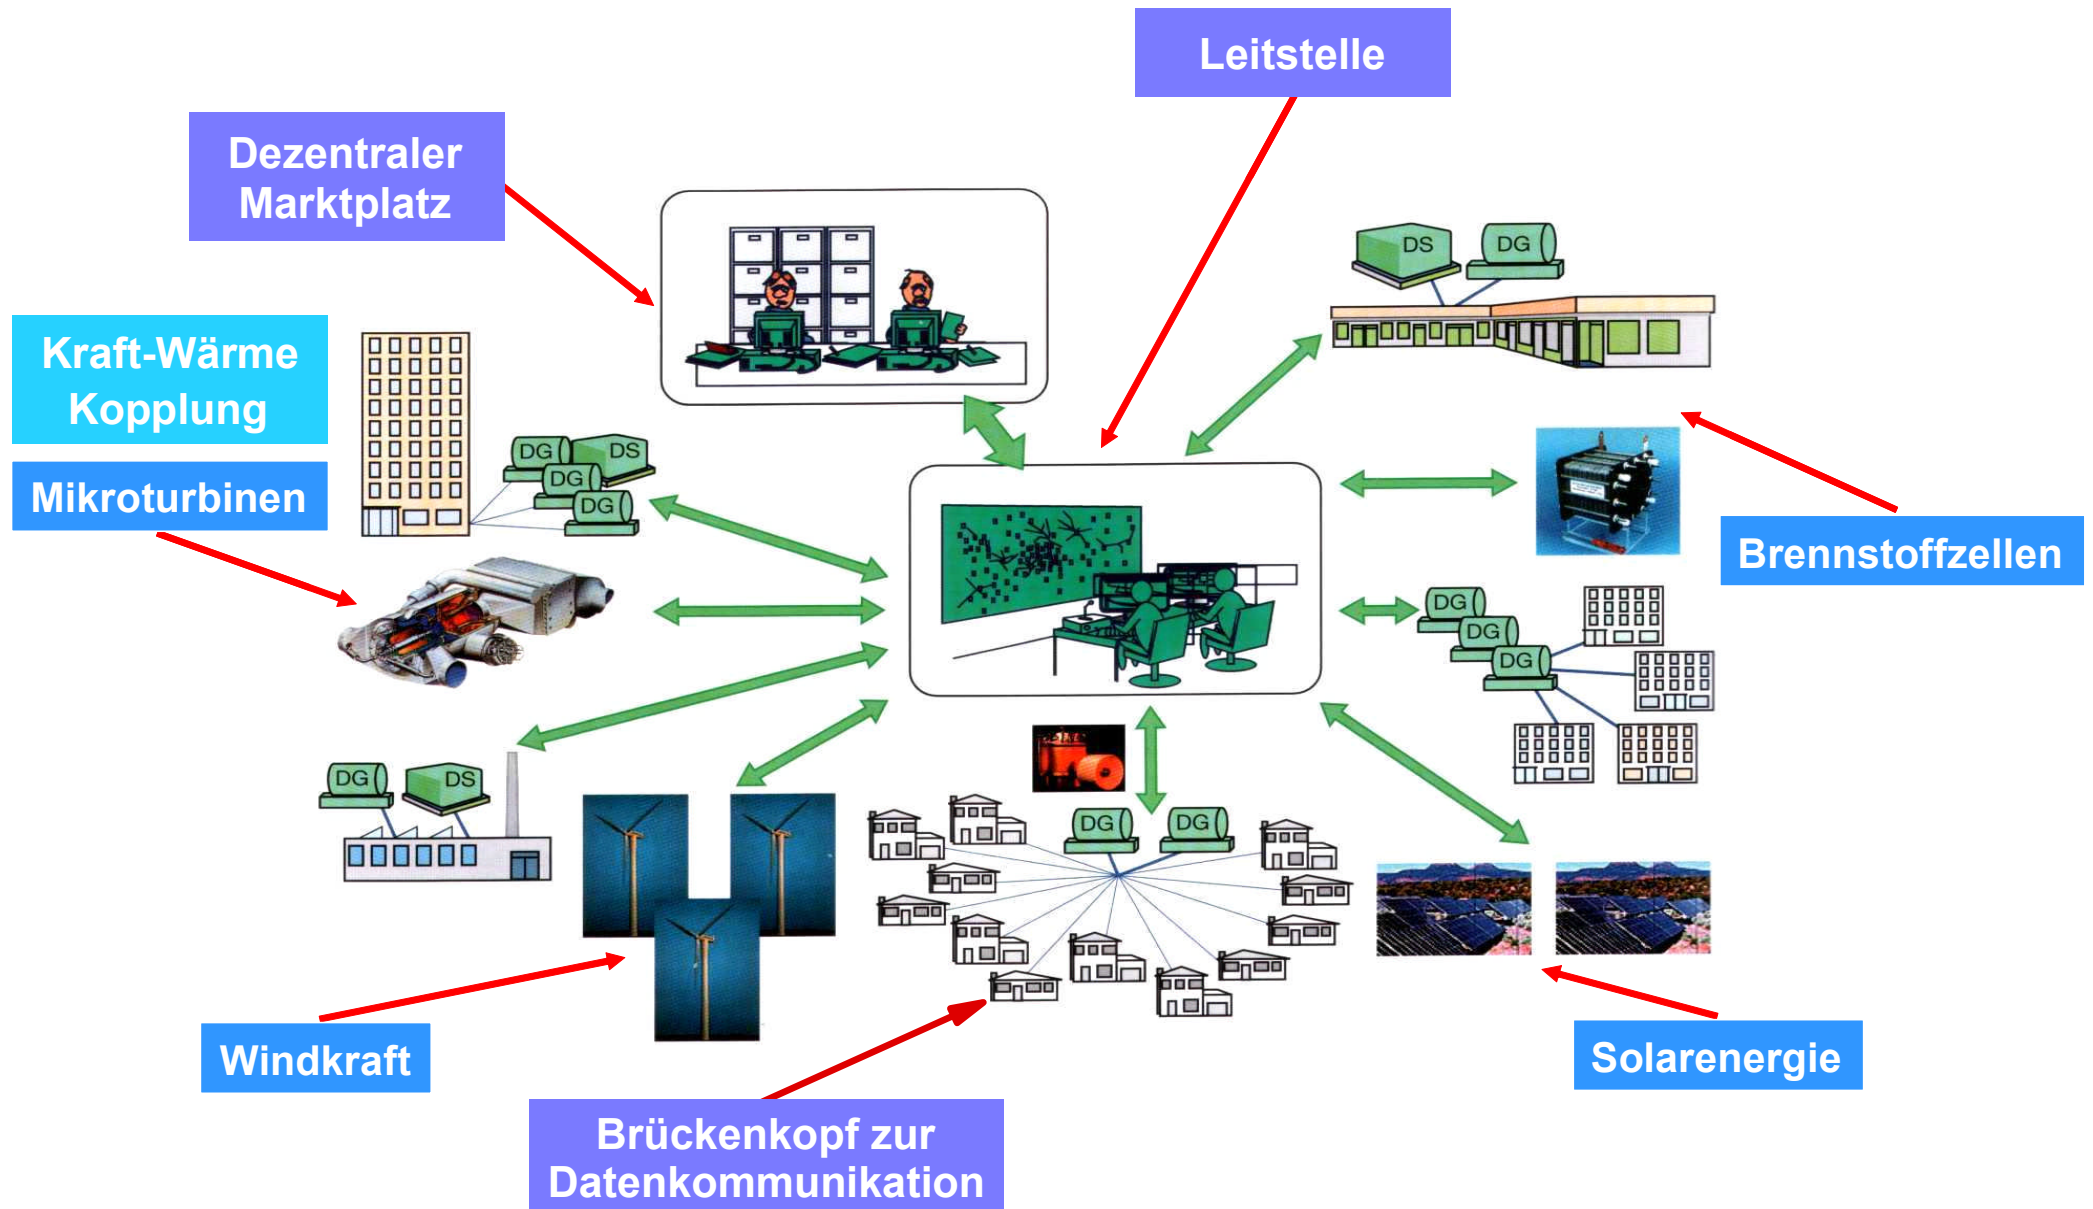 Leitstelle
Dezentraler
Marktplatz
DS
DG
Kraft-Wärme
Kopplung
DG
DS
DG
DG
Mikroturbinen
Brennstoffzellen
DG
DG
DG
DG
DS
DG
DG
Windkraft
Solarenergie
Brückenkopf zur
Datenkommunikation